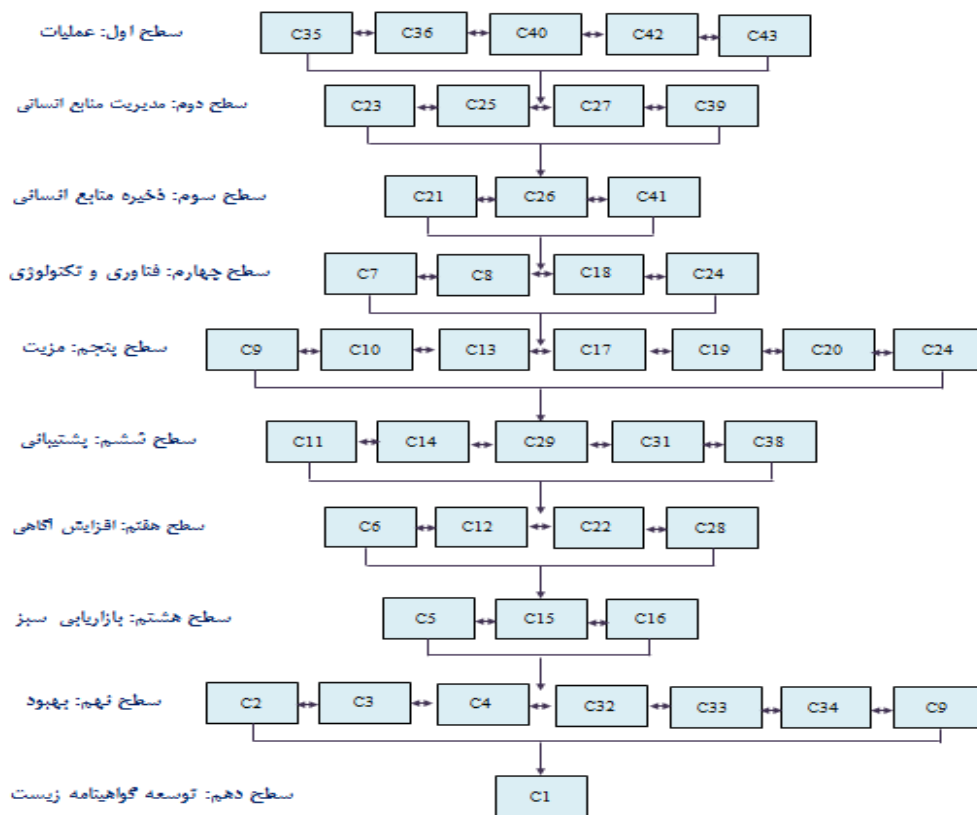 سطح اول: عملیات
C35 C36 C40 C42 C43
سطح دوم: مدیریت منابع انسانی
C23 C25 C27 C39
سطح سوم: ذخیره منابع انسانی
C21 C26 C41
سطح چهارم: فناوری و تکنولوژی
C7 C8 C18 C24
سطح پنجم: مزیت
C9 C10 C13 C17 C19 C20 C24
سطح ششم: پشتیبانی
C11 C14 C29 C31 C38
سطح هفتم: افزایش آگاهی
C6 C12 C22 C28
سطح هشتم: بازاریابی سبز
C5 C15 C16
سطح نهم: بهبود
C2 C3 C4 C32 C33 C34 C9
سطح دهم: توسعه گواهینامه زیست
C1